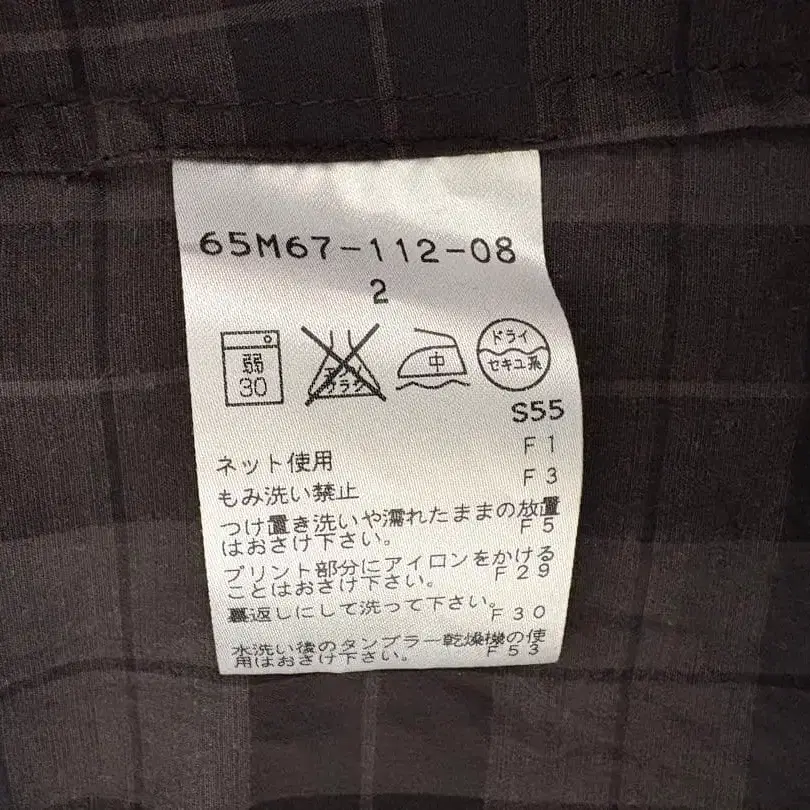 65M67-112-08
2
弱
30
エンソ
サラシ
中
ドライ
セキユ系
S55
F1
ネット使用
F3
もみ洗い禁止
つけ置き洗いや濡れたままの放置
はおさけ下さい。 F5
プリント部分にアイロンをかける
ことはおさけ下さい。 F29
裏返しにして洗って下さい。
F30
水洗い後のタンブラー乾燥機の使
用はおさけ下さい。 F53